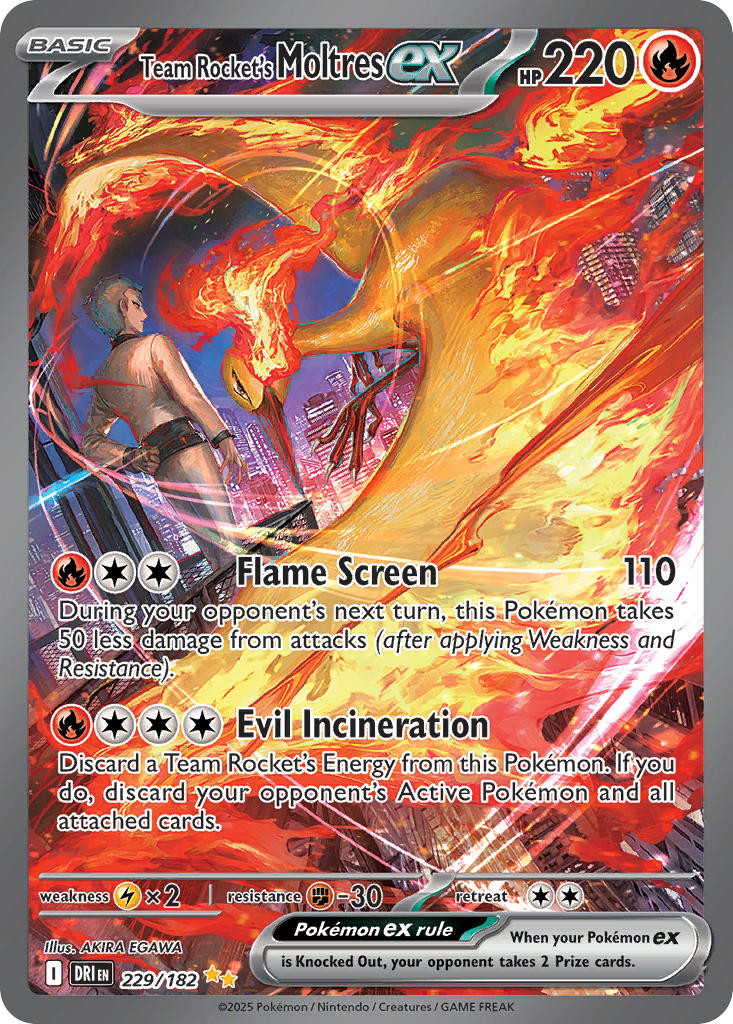 BASIC
Team Rocket's Moltres ex
HP 220
Flame Screen 110
During your opponent's next turn, this Pokémon takes
50 less damage from attacks (after applying Weakness and
Resistance).
Evil Incineration
Discard a Team Rocket's Energy from this Pokémon. If you
do, discard your opponent's Active Pokémon and all
attached cards.
weakness ×2 resistance -30 retreat
Pokémon ex rule
When your Pokémon ex
is Knocked Out, your opponent takes 2 Prize cards.
Illus. AKIRA EGAWA
I DRI EN 229/182
©2025 Pokémon / Nintendo / Creatures / GAME FREAK